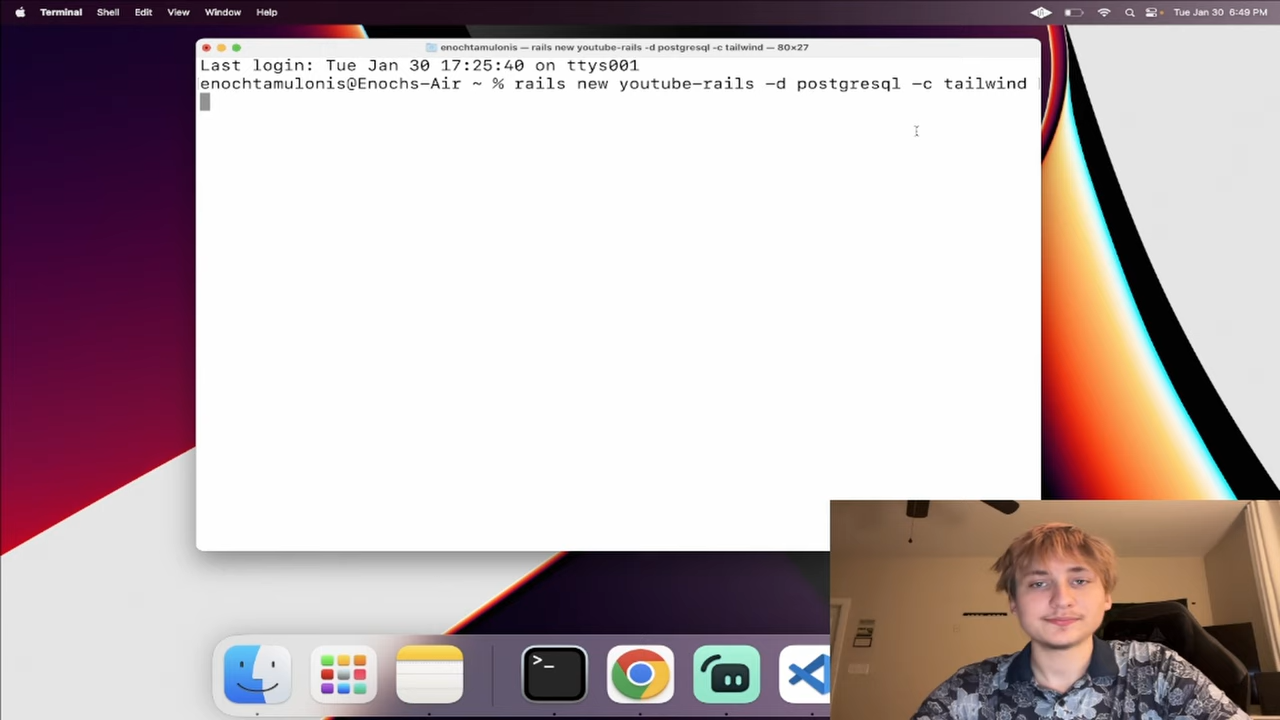 Terminal Shell Edit View Window Help Tue Jan 30 6:49 PM
enochtamulonis — rails new youtube-rails -d postgresql -c tailwind — 80×27
Last login: Tue Jan 30 17:25:40 on ttys001
enochtamulonis@Enochs-Air ~ % rails new youtube-rails -d postgresql -c tailwind